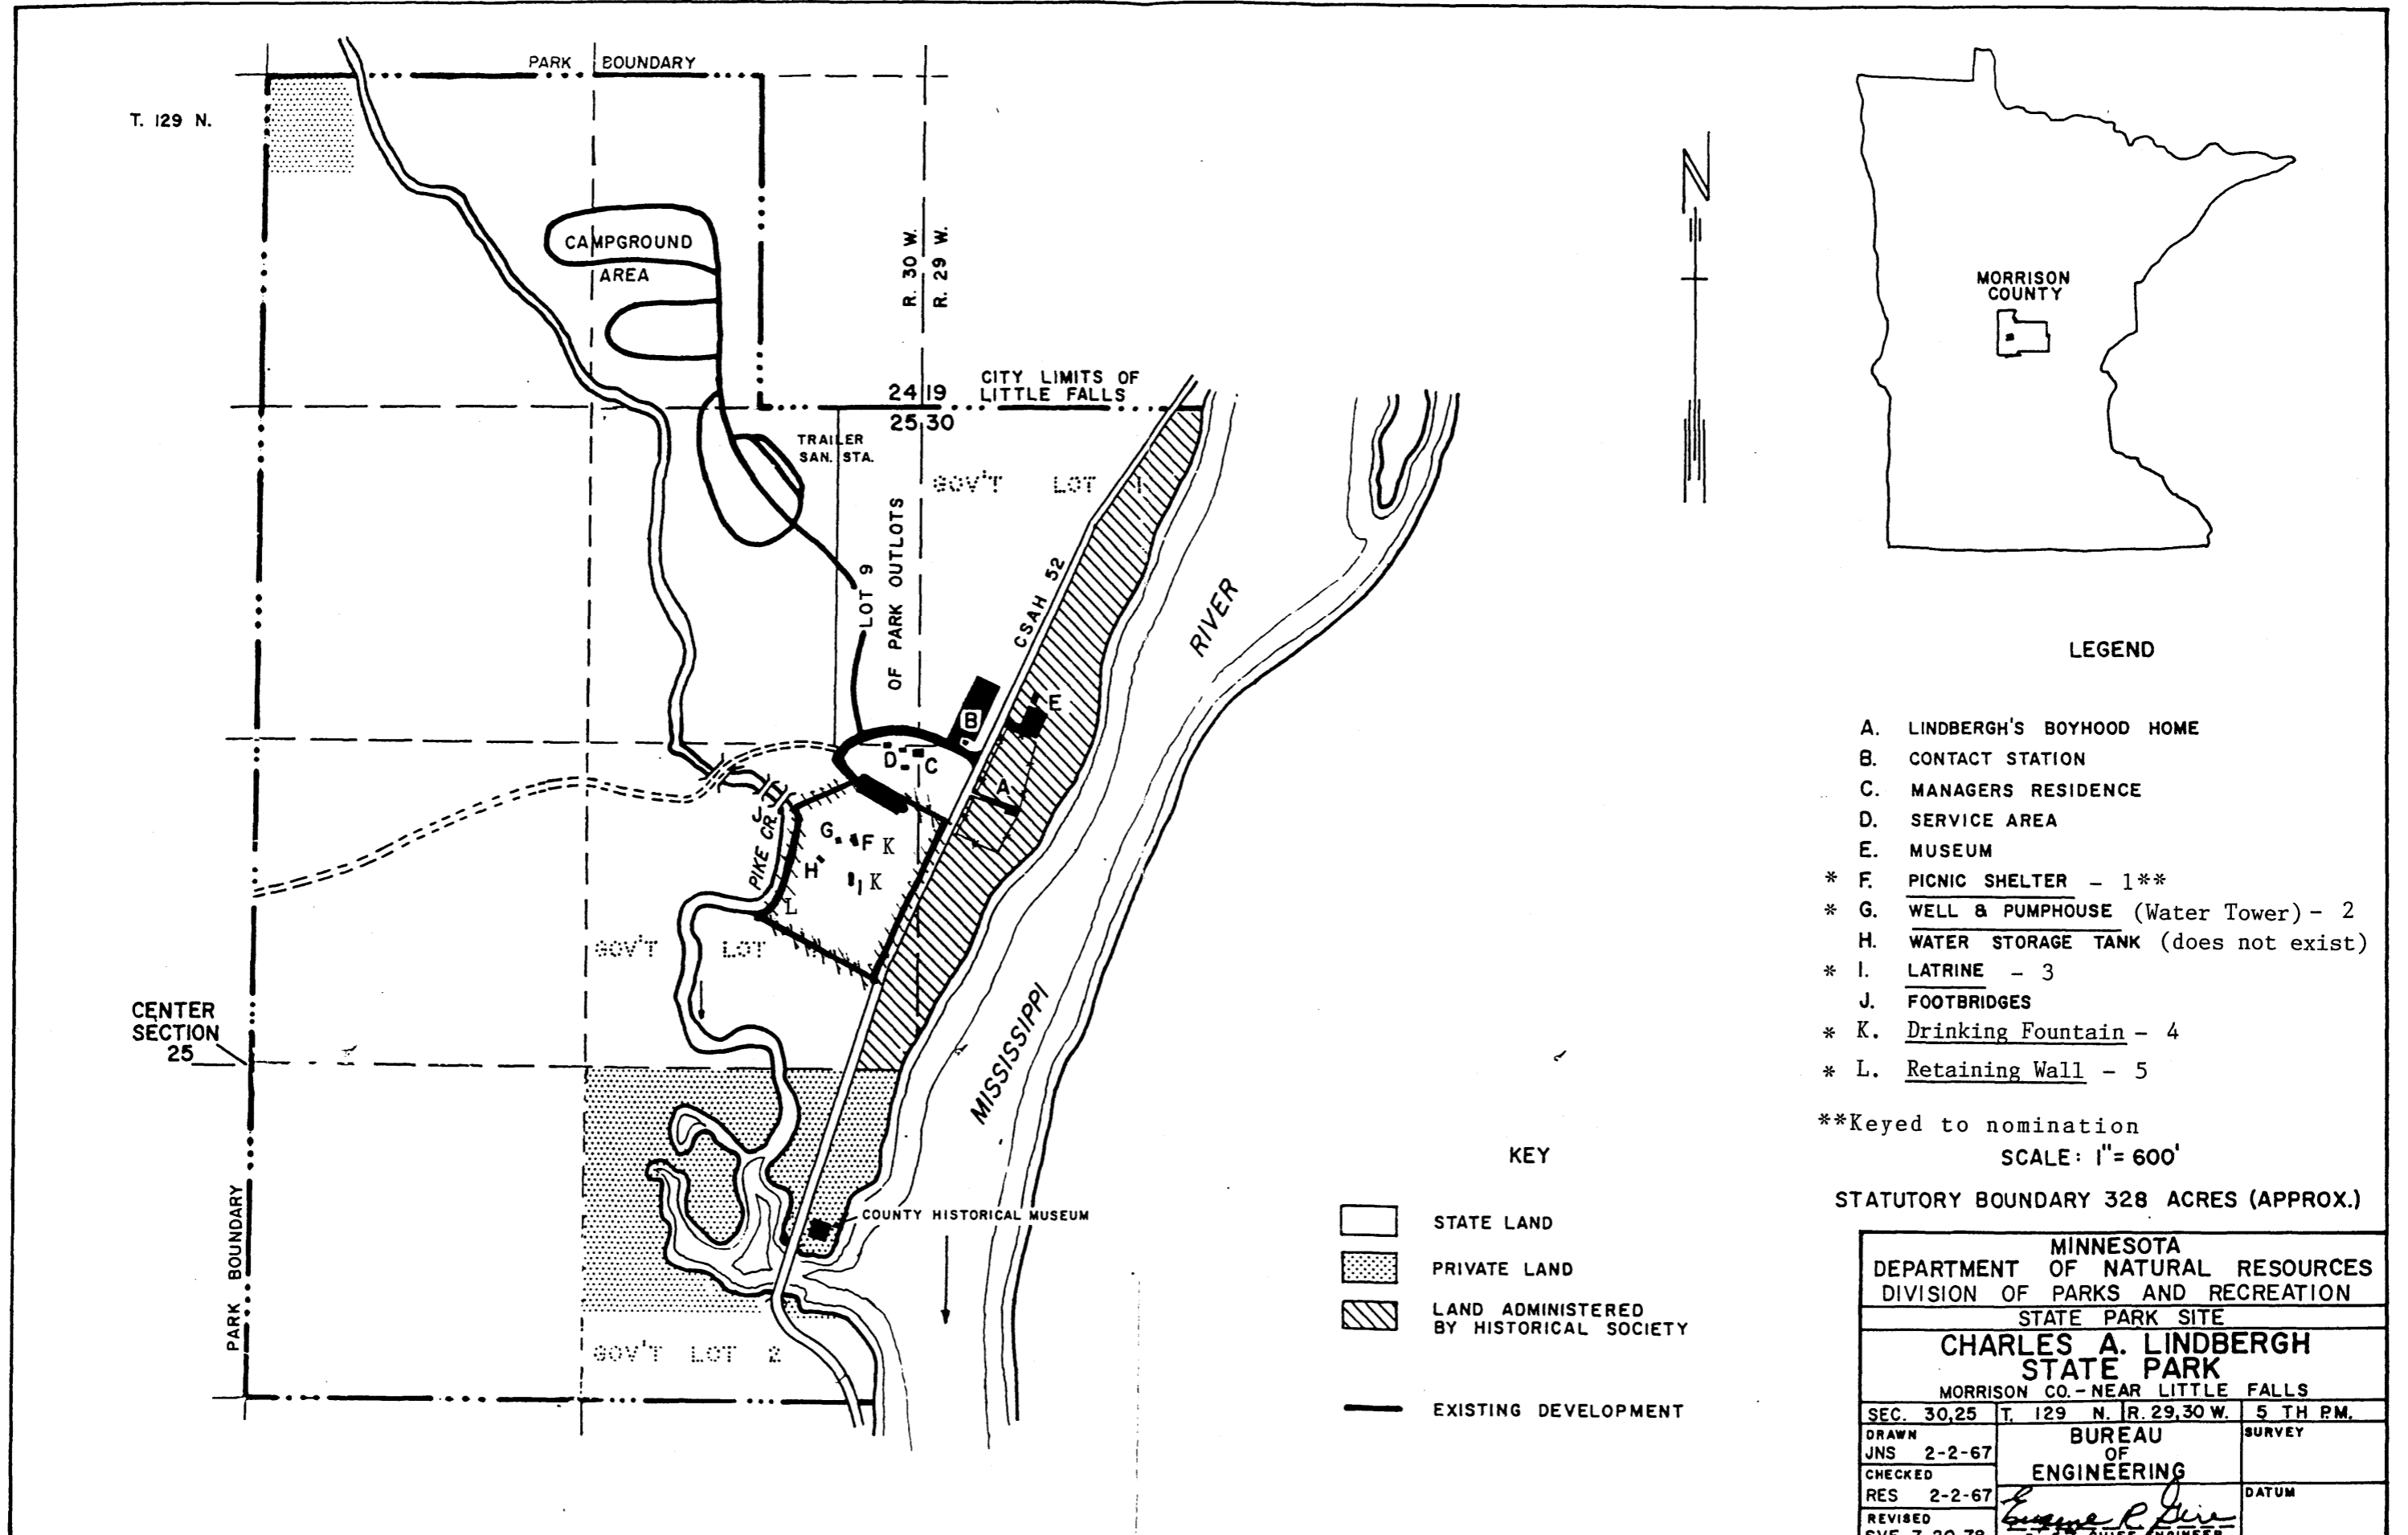 PARK BOUNDARY
T. 129 N.
CAMPGROUND
AREA
R. 30 W.
R. 29 W.
24 19
25 30
CITY LIMITS OF
LITTLE FALLS
TRAILER
SAN. STA.
GOV'T LOT 1
LOT 9
OF PARK OUTLOTS
CSAH 52
RIVER
B
E
D
C
A
J
PIKE CR.
G
F K
H
I K
L
GOV'T LOT
MISSISSIPPI
CENTER
SECTION
25
COUNTY HISTORICAL MUSEUM
PARK BOUNDARY
GOV'T LOT 2
N
MORRISON
COUNTY
LEGEND
A. LINDBERGH'S BOYHOOD HOME
B. CONTACT STATION
C. MANAGERS RESIDENCE
D. SERVICE AREA
E. MUSEUM
* F. PICNIC SHELTER - 1**
* G. WELL & PUMPHOUSE (Water Tower) - 2
H. WATER STORAGE TANK (does not exist)
* I. LATRINE - 3
J. FOOTBRIDGES
* K. Drinking Fountain - 4
* L. Retaining Wall - 5
**Keyed to nomination
SCALE: 1"= 600'
STATUTORY BOUNDARY 328 ACRES (APPROX.)
KEY
STATE LAND
PRIVATE LAND
LAND ADMINISTERED
BY HISTORICAL SOCIETY
EXISTING DEVELOPMENT
MINNESOTA
DEPARTMENT OF NATURAL RESOURCES
DIVISION OF PARKS AND RECREATION
STATE PARK SITE
CHARLES A. LINDBERGH
STATE PARK
MORRISON CO.-NEAR LITTLE FALLS
SEC. 30,25 T. 129 N. R. 29,30 W. 5 TH P.M.
DRAWN
JNS 2-2-67
CHECKED
RES 2-2-67
REVISED
BUREAU
OF
ENGINEERING
SURVEY
DATUM